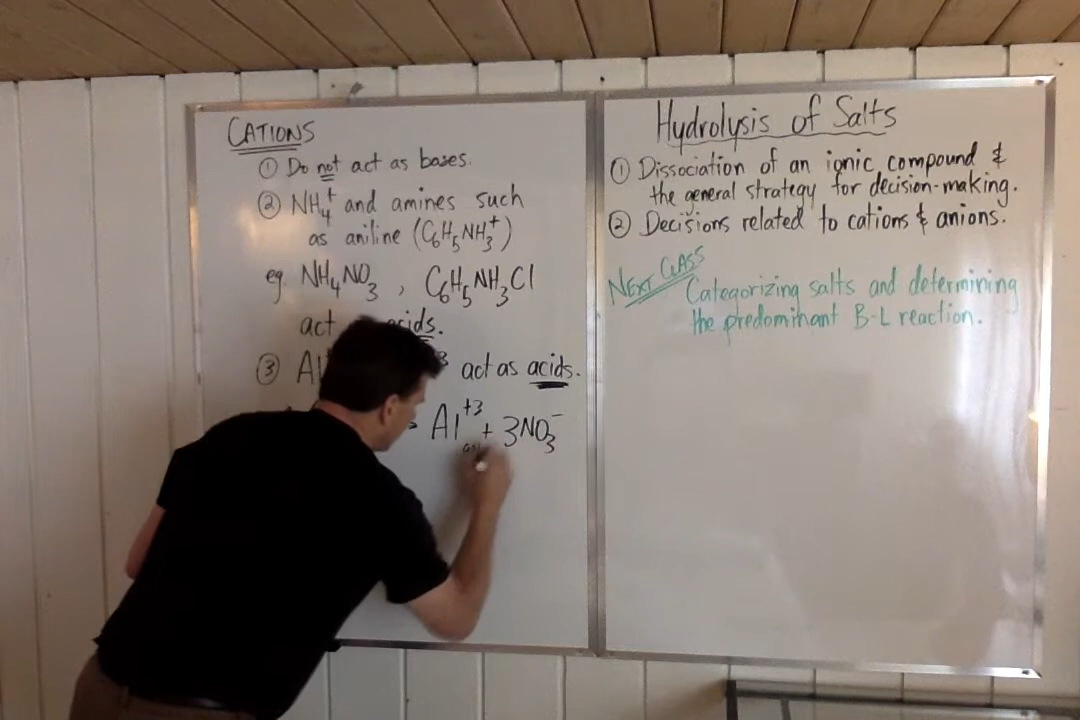 CATIONS
① Do not act as bases.
② NH₄⁺ and amines such
as aniline (C₆H₅NH₃⁺)
eg. NH₄NO₃ , C₆H₅NH₃Cl
act acids.
③ Al act as acids.
Al⁺³ + 3NO₃⁻
Hydrolysis of Salts
① Dissociation of an ionic compound &
the general strategy for decision-making.
② Decisions related to cations & anions.
NEXT CLASS
Categorizing salts and determining
the predominant B-L reaction.